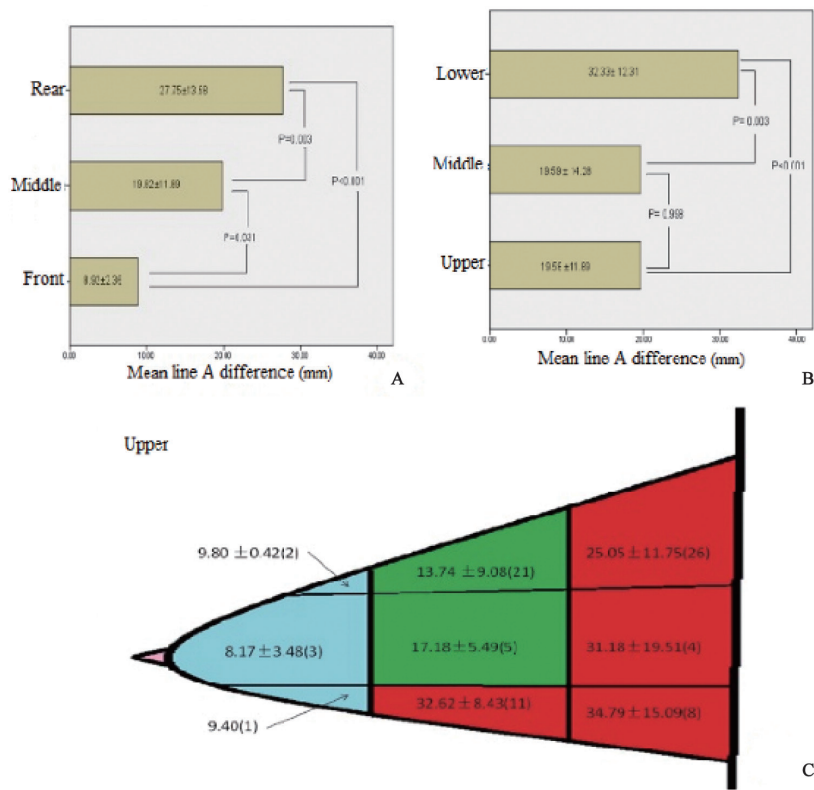 Rear
27.75±13.59
P=0.003
Middle
19.82±11.89
P<0.001
P=0.031
Front
8.93±2.36
0.00 10.00 20.00 30.00 40.00
Mean line A difference (mm)
A
Lower
32.33±12.31
P=0.003
Middle
19.59±14.28
P<0.001
P=0.998
Upper
19.58±11.89
0.00 10.00 20.00 30.00 40.00
Mean line A difference (mm)
B
Upper
9.80 ±0.42(2)
13.74 ±9.08(21)
25.05±11.75(26)
8.17±3.48(3)
17.18±5.49(5)
31.18±19.51(4)
9.40(1)
32.62±8.43(11)
34.79±15.09(8)
C